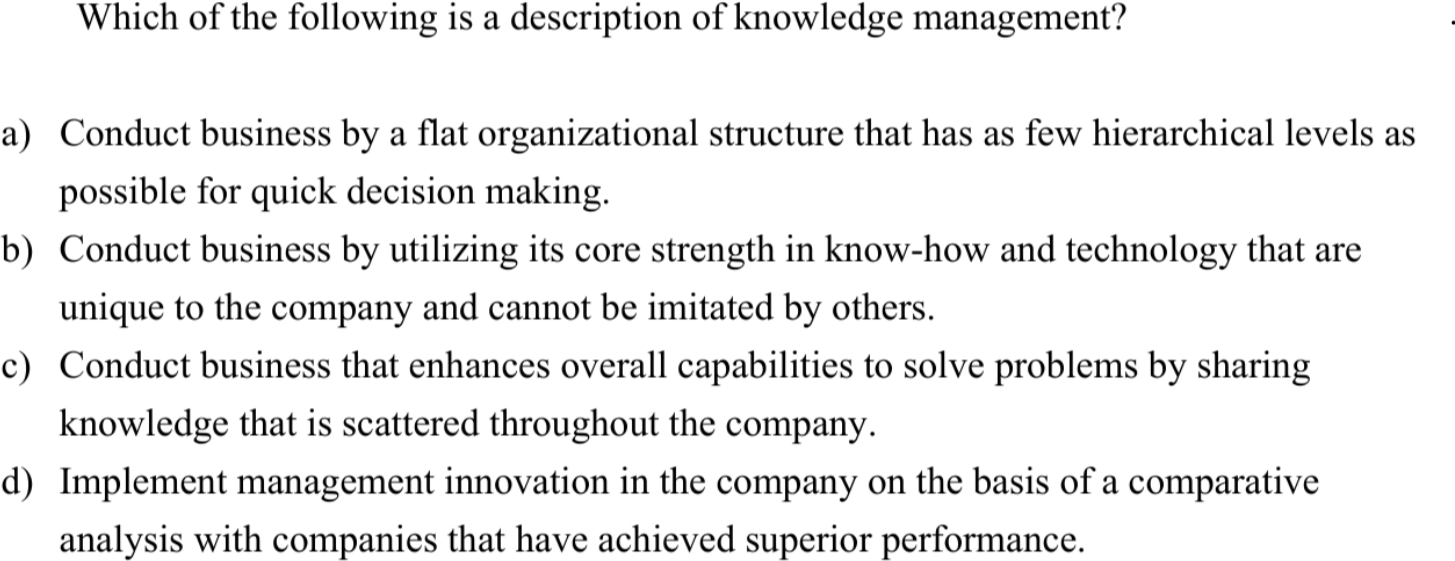 Which of the following is a description of knowledge management?
a) Conduct business by a flat organizational structure that has as few hierarchical levels as
possible for quick decision making.
b) Conduct business by utilizing its core strength in know-how and technology that are
unique to the company and cannot be imitated by others.
c) Conduct business that enhances overall capabilities to solve problems by sharing
knowledge that is scattered throughout the company.
d) Implement management innovation in the company on the basis of a comparative
analysis with companies that have achieved superior performance.